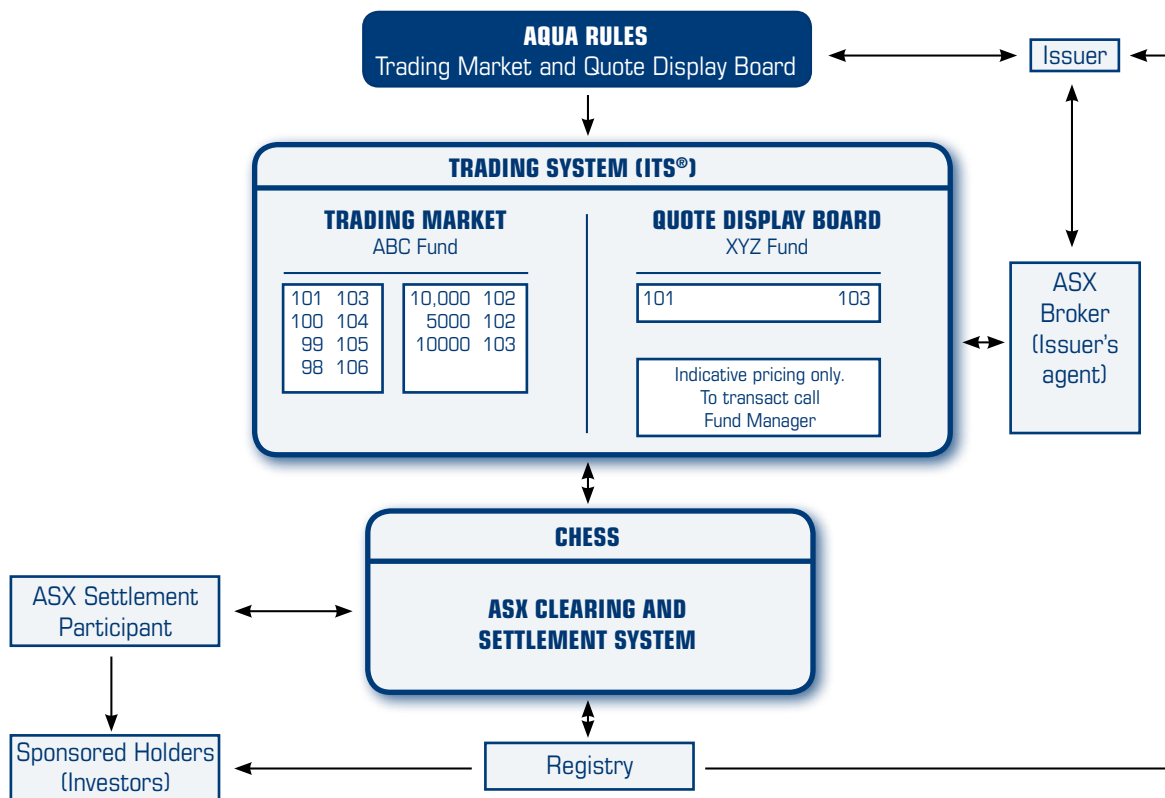 AQUA RULES
Trading Market and Quote Display Board
Issuer
TRADING SYSTEM (ITS®)
TRADING MARKET
ABC Fund
101 103
100 104
99 105
98 106
10,000 102
5000 102
10000 103
QUOTE DISPLAY BOARD
XYZ Fund
101 103
Indicative pricing only.
To transact call
Fund Manager
ASX
Broker
(Issuer's
agent)
CHESS
ASX CLEARING AND
SETTLEMENT SYSTEM
ASX Settlement
Participant
Sponsored Holders
(Investors)
Registry